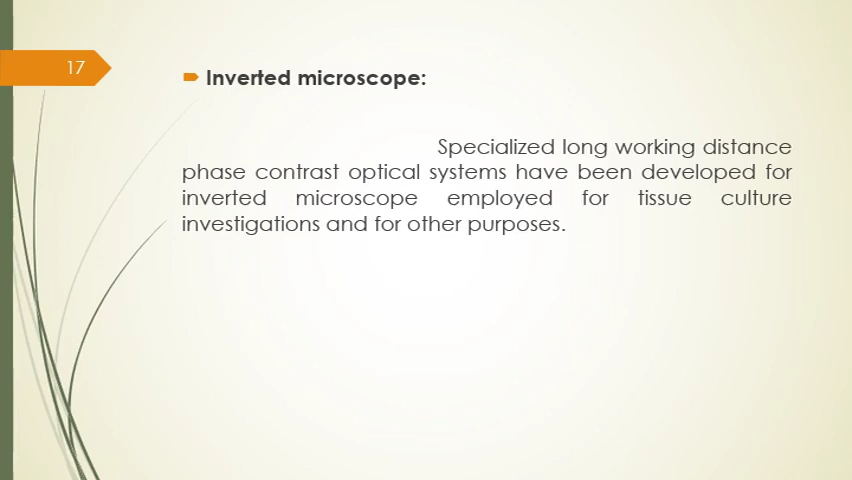 17
Inverted microscope:
Specialized long working distance
phase contrast optical systems have been developed for
inverted microscope employed for tissue culture
investigations and for other purposes.